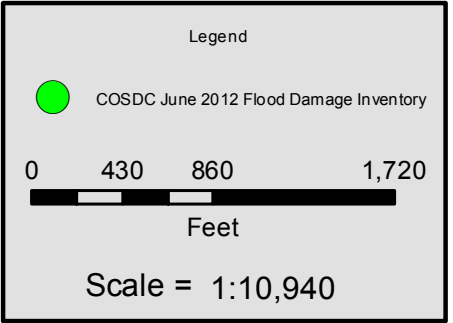 Legend
COSDC June 2012 Flood Damage Inventory
0 430 860 1,720
Feet
Scale = 1:10,940